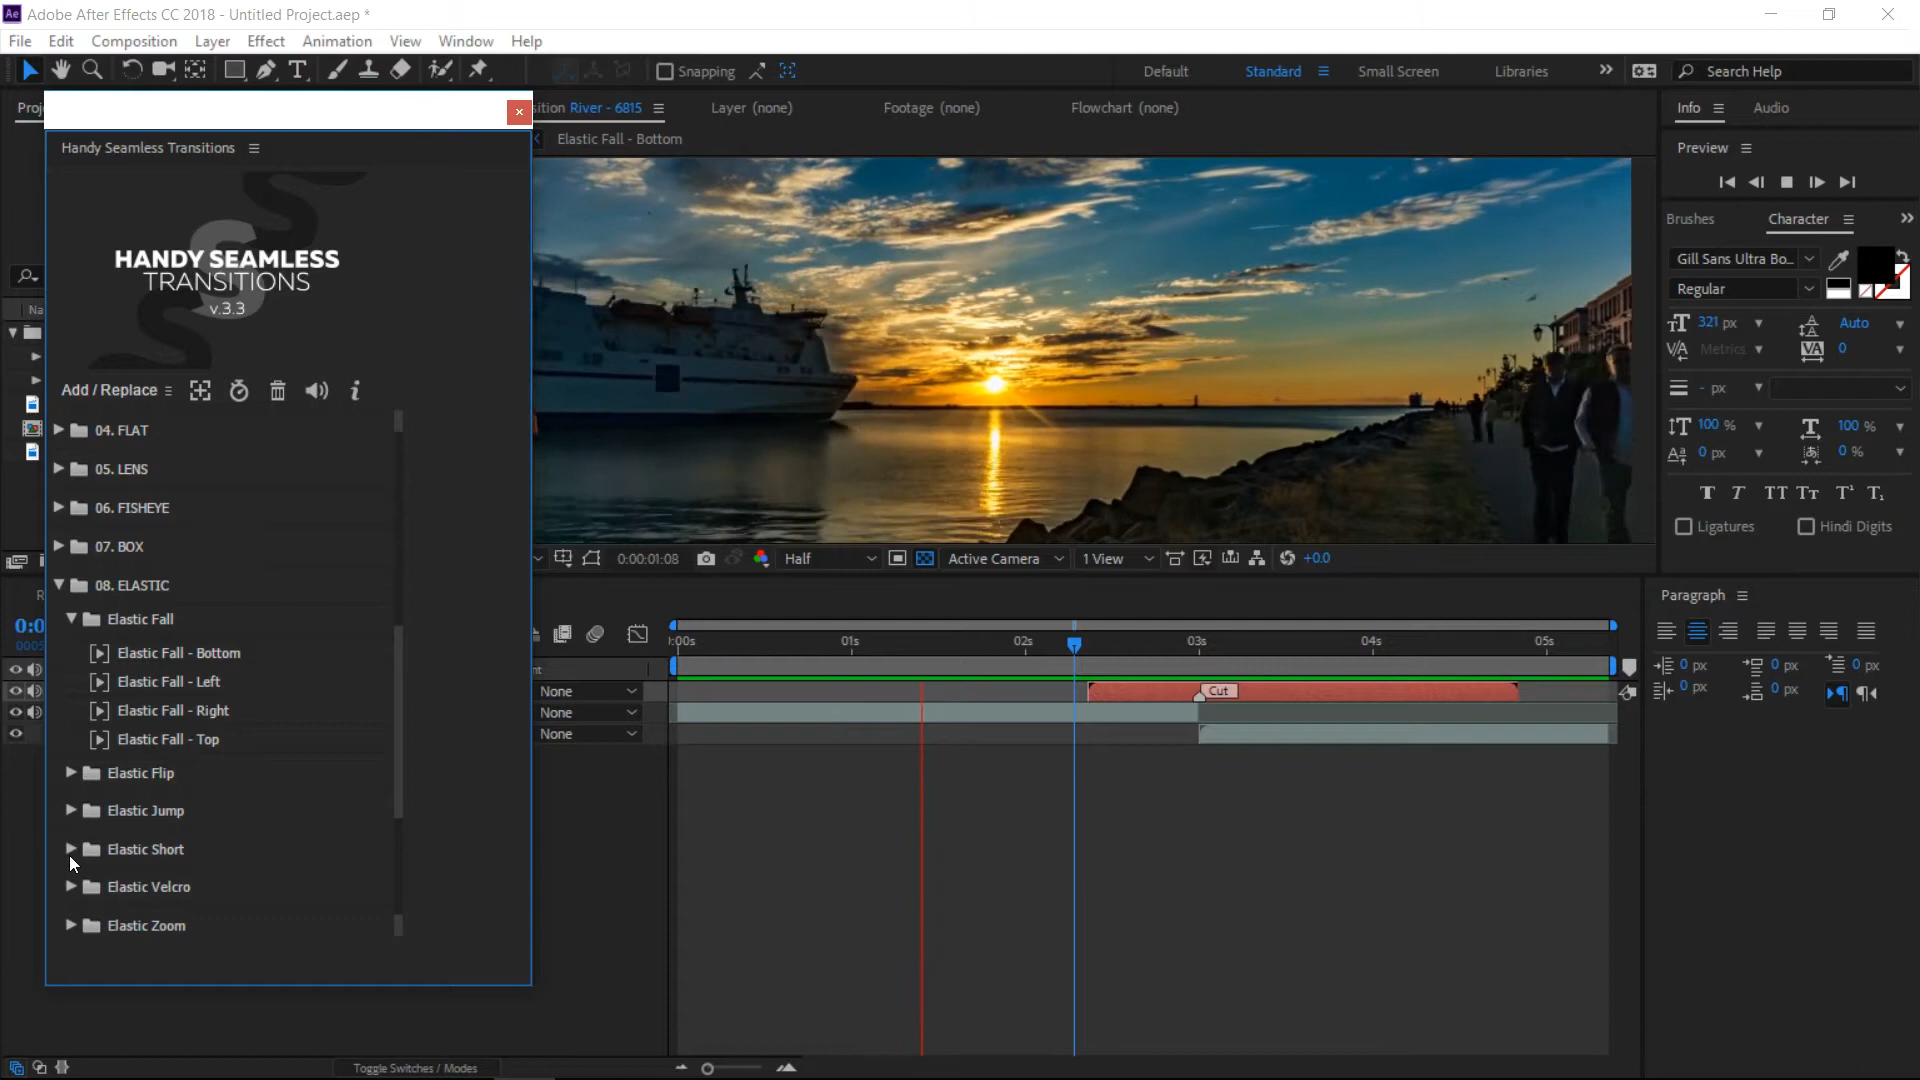 Ae Adobe After Effects CC 2018 - Untitled Project.aep *
File Edit Composition Layer Effect Animation View Window Help
Snapping
Default Standard Small Screen Libraries Search Help
River - 6815 Layer (none) Footage (none) Flowchart (none)
Elastic Fall - Bottom
Handy Seamless Transitions
HANDY SEAMLESS
TRANSITIONS
v.3.3
Add / Replace
04. FLAT
05. LENS
06. FISHEYE
07. BOX
08. ELASTIC
Elastic Fall
Elastic Fall - Bottom
Elastic Fall - Left
Elastic Fall - Right
Elastic Fall - Top
Elastic Flip
Elastic Jump
Elastic Short
Elastic Velcro
Elastic Zoom
0:00:01:08 Half Active Camera 1 View +0.0
:00s 01s 02s 03s 04s 05s
None
None
None
Cut
Toggle Switches / Modes
Info Audio
Preview
Brushes Character
Gill Sans Ultra Bo...
Regular
321 px Auto
Metrics 0
- px
100 % 100 %
0 px 0 %
T T TT Tt T¹ T₁
Ligatures Hindi Digits
Paragraph
0 px 0 px 0 px
0 px 0 px